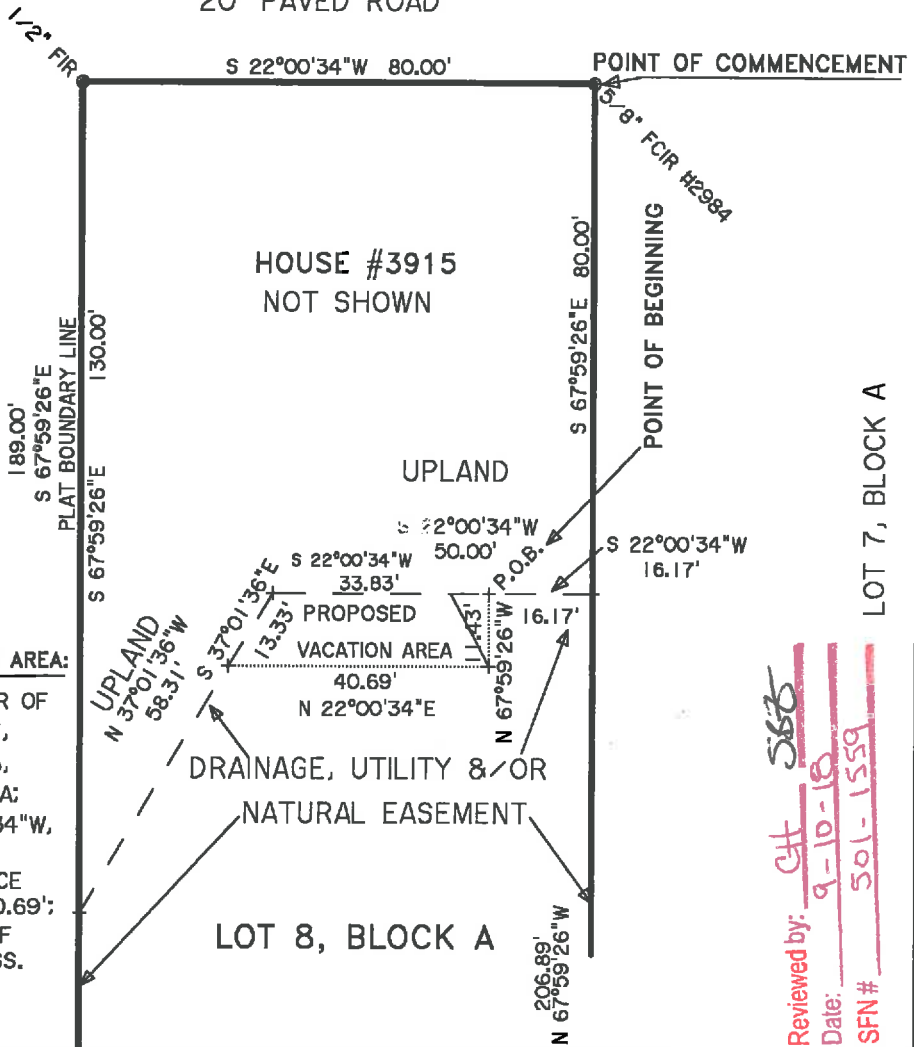 20' PAVED ROAD
1/2" FIR
S 22°00'34"W 80.00'
POINT OF COMMENCEMENT
5/8" FCIR #2984
HOUSE #3915
NOT SHOWN
S 67°59'26"E 80.00'
POINT OF BEGINNING
189.00'
S 67°59'26"E
PLAT BOUNDARY LINE
S 67°59'26"E 130.00'
LOT 7, BLOCK A
UPLAND
S 22°00'34"W
50.00'
P.O.B.
S 22°00'34"W
16.17'
S 22°00'34"W
33.83'
16.17'
S 37°01'36"E
13.33'
PROPOSED
VACATION AREA
11.43'
N 67°59'26"W
40.69'
N 22°00'34"E
UPLAND
N 37°01'36"W
58.31'
AREA:
R OF
A;
34"W,
CE
0.69';
F
SS.
DRAINAGE, UTILITY &/OR
NATURAL EASEMENT
LOT 8, BLOCK A
206.89'
N 67°59'26"W
Reviewed by: CH
Date: 9-10-18
SFN# 501-1559